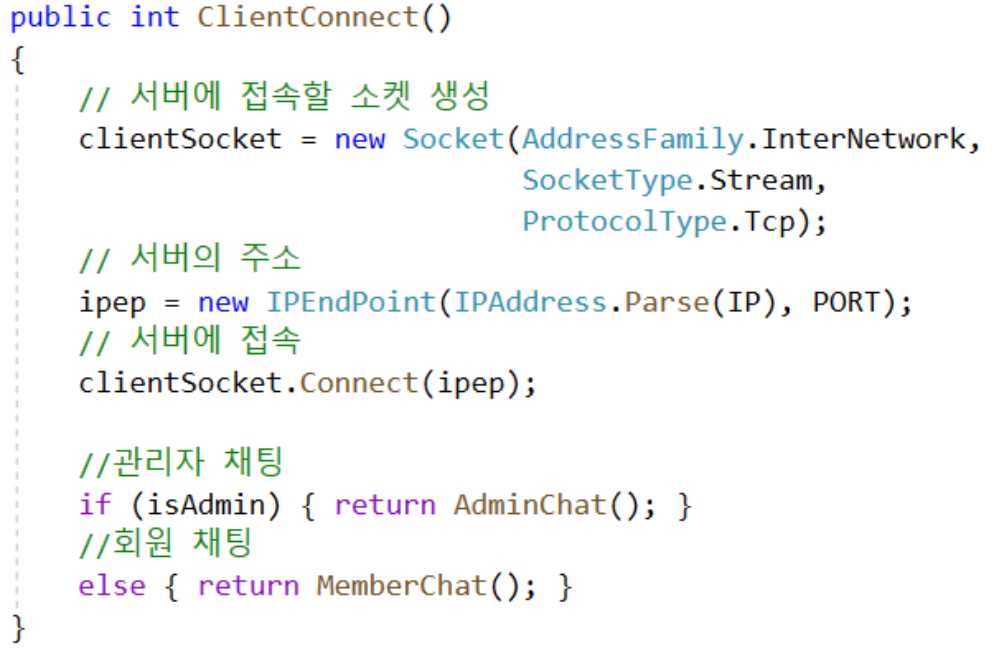 public int ClientConnect()
{
// 서버에 접속할 소켓 생성
clientSocket = new Socket(AddressFamily.InterNetwork,
SocketType.Stream,
ProtocolType.Tcp);
// 서버의 주소
ipep = new IPEndPoint(IPAddress.Parse(IP), PORT);
// 서버에 접속
clientSocket.Connect(ipep);
//관리자 채팅
if (isAdmin) { return AdminChat(); }
//회원 채팅
else { return MemberChat(); }
}